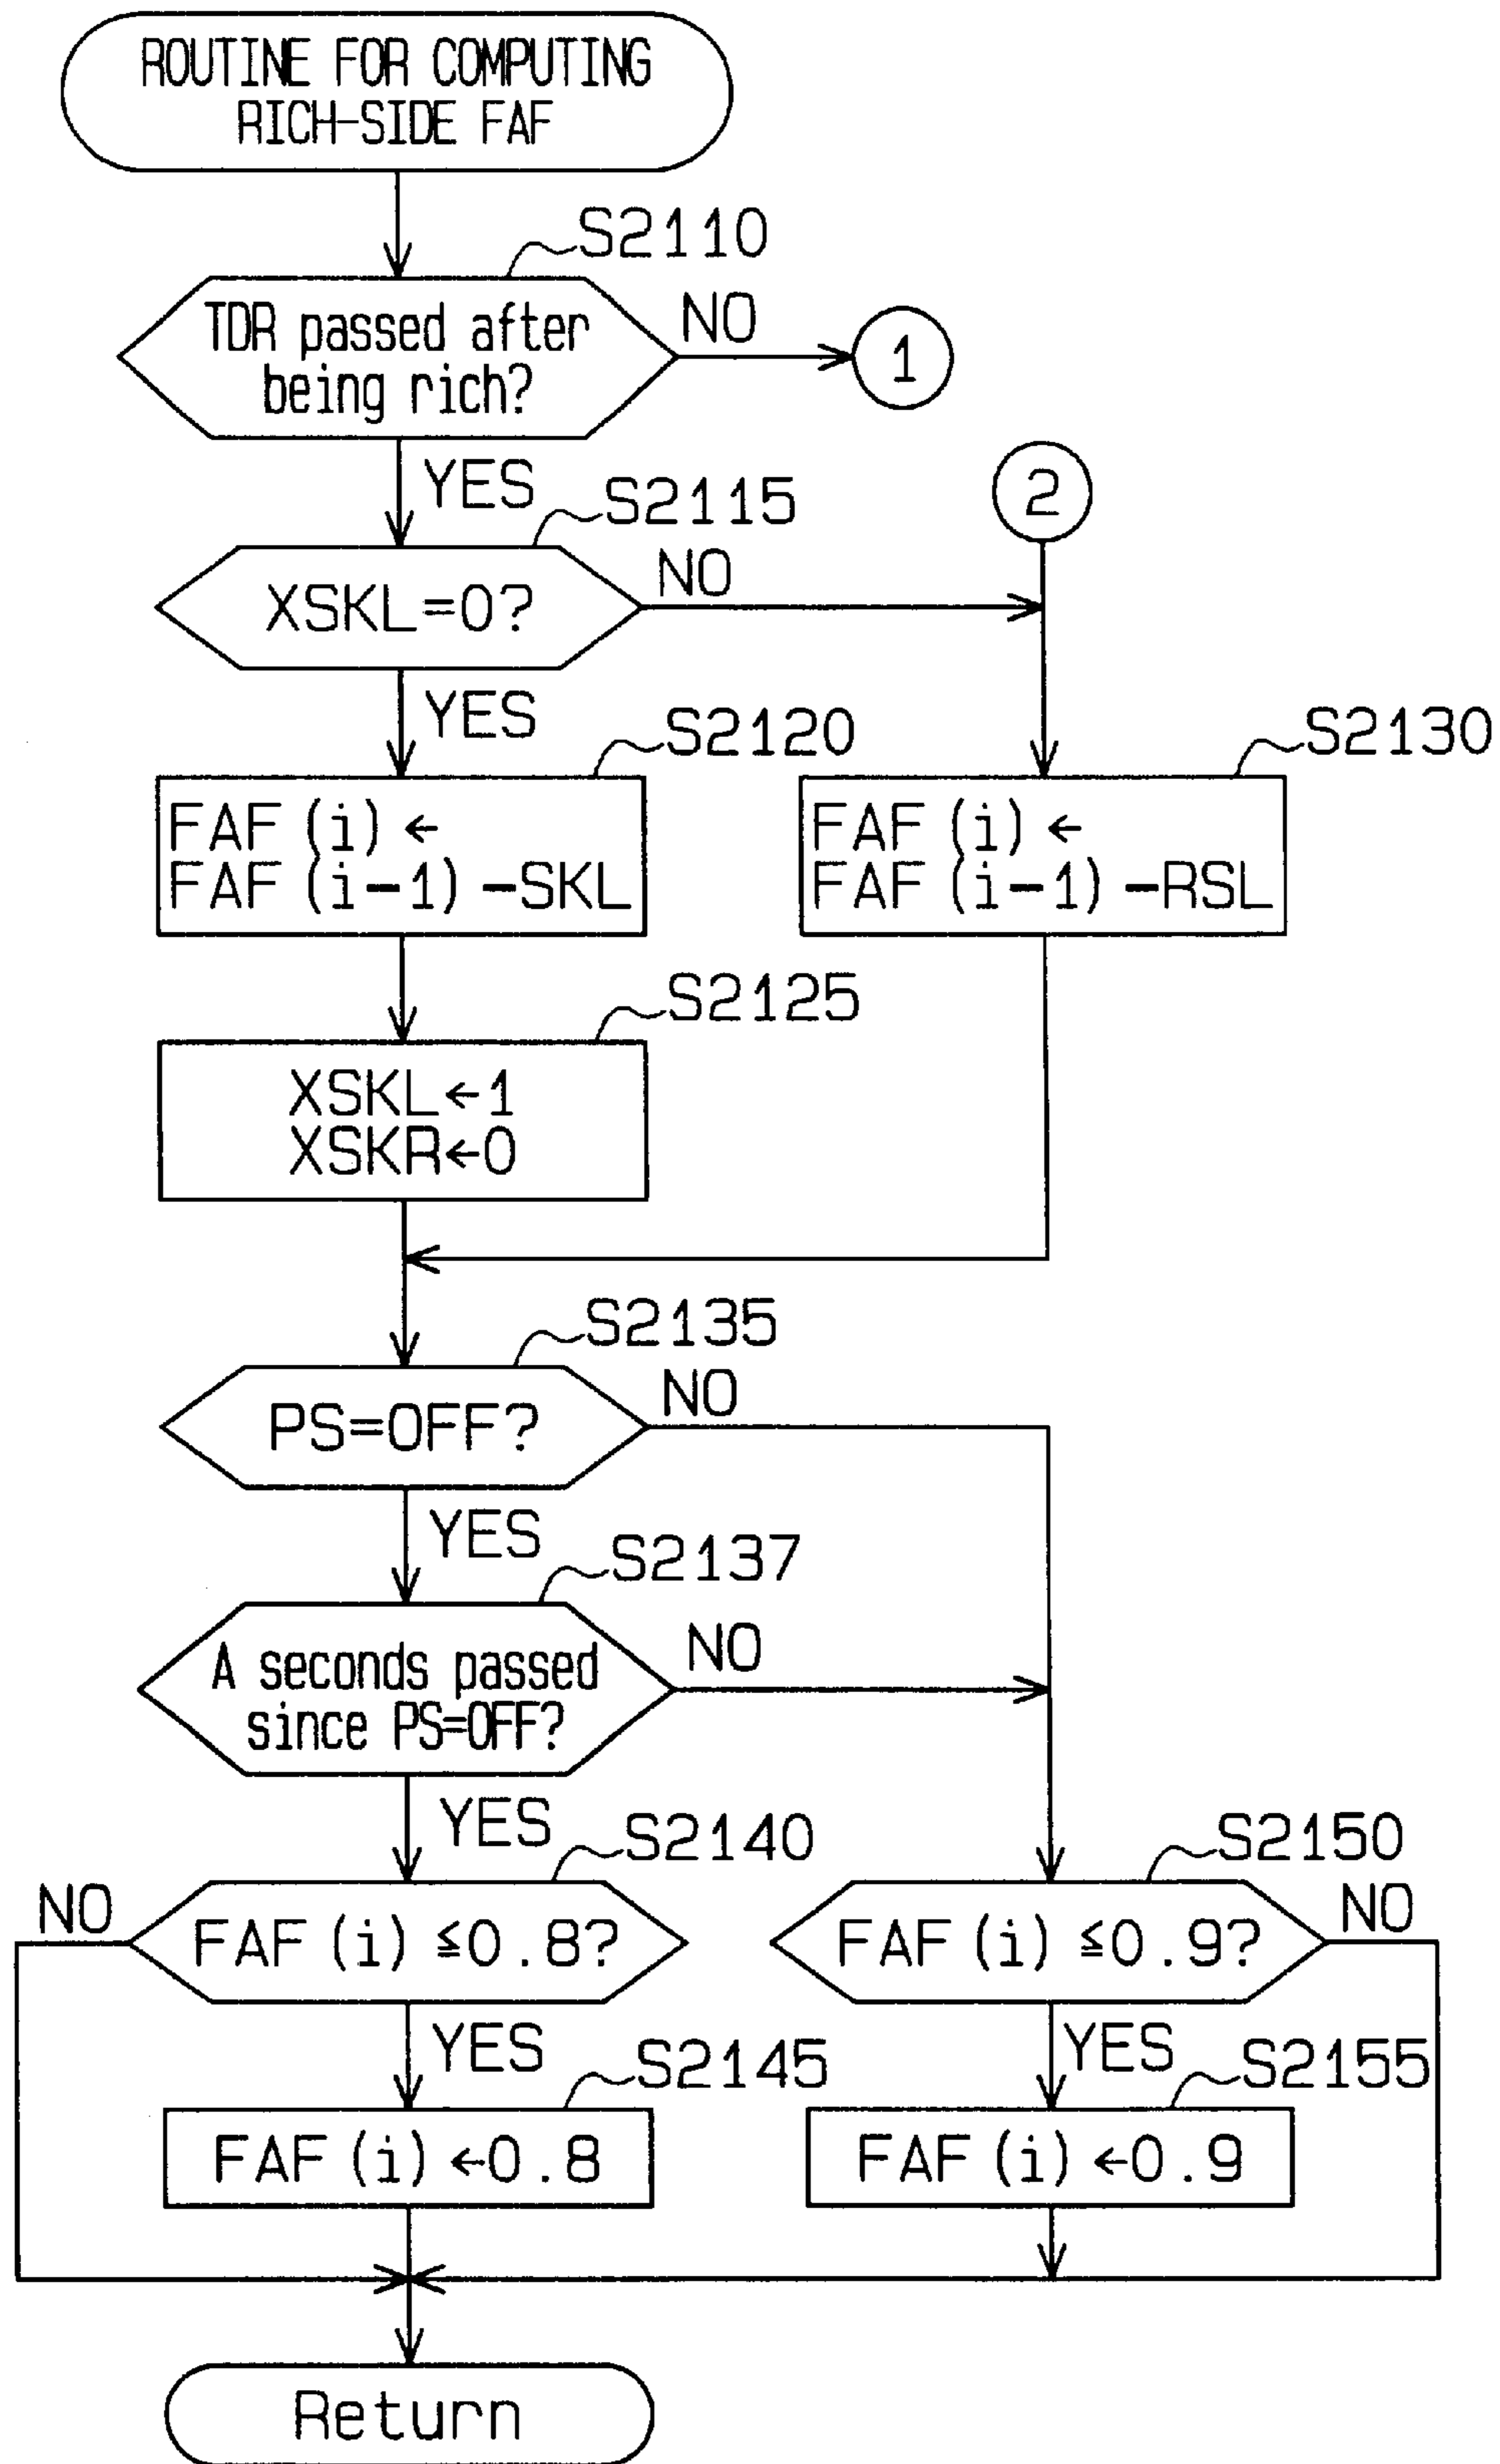 ROUTINE FOR COMPUTING
RICH-SIDE FAF
S2110
TDR passed after
being rich?
NO
1
YES
2
S2115
XSKL=0?
NO
YES
S2120
FAF (i) ←
FAF (i-1) -SKL
S2130
FAF (i) ←
FAF (i-1) -RSL
S2125
XSKL←1
XSKR←0
S2135
PS=OFF?
NO
YES
S2137
A seconds passed
since PS=OFF?
NO
YES
S2140
NO
FAF (i) ≦0.8?
S2150
FAF (i) ≦0.9?
NO
YES
S2145
FAF (i) ←0.8
YES
S2155
FAF (i) ←0.9
Return